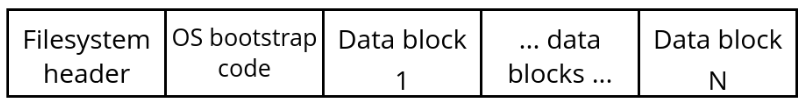 Filesystem
header
OS bootstrap
code
Data block
1
... data
blocks ...
Data block
N